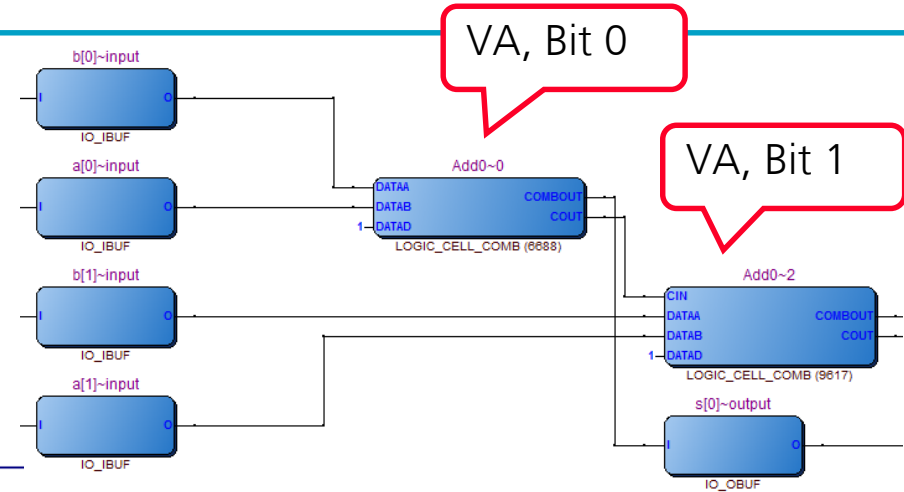 VA, Bit 0
VA, Bit 1
b[0]~input
I
O
IO_IBUF
a[0]~input
I
O
IO_IBUF
b[1]~input
I
O
IO_IBUF
a[1]~input
I
O
IO_IBUF
Add0~0
DATAA
DATAB
1
DATAD
COMBOUT
COUT
LOGIC_CELL_COMB (6688)
Add0~2
CIN
DATAA
DATAB
1
DATAD
COMBOUT
COUT
LOGIC_CELL_COMB (9617)
s[0]~output
I
O
IO_OBUF